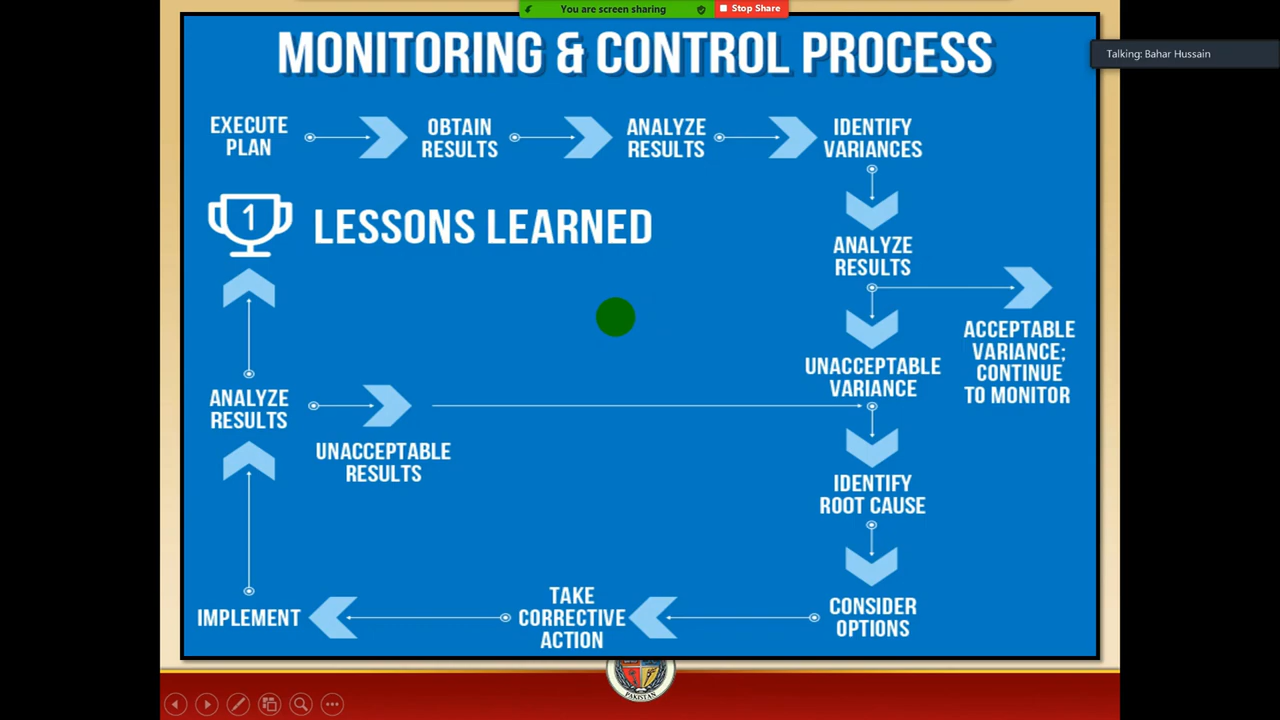 You are screen sharing
Stop Share
Talking: Bahar Hussain
MONITORING & CONTROL PROCESS
EXECUTE
PLAN
OBTAIN
RESULTS
ANALYZE
RESULTS
IDENTIFY
VARIANCES
1
LESSONS LEARNED
ANALYZE
RESULTS
ACCEPTABLE
VARIANCE;
CONTINUE
TO MONITOR
UNACCEPTABLE
VARIANCE
ANALYZE
RESULTS
UNACCEPTABLE
RESULTS
IDENTIFY
ROOT CAUSE
CONSIDER
OPTIONS
TAKE
CORRECTIVE
ACTION
IMPLEMENT
PAKISTAN